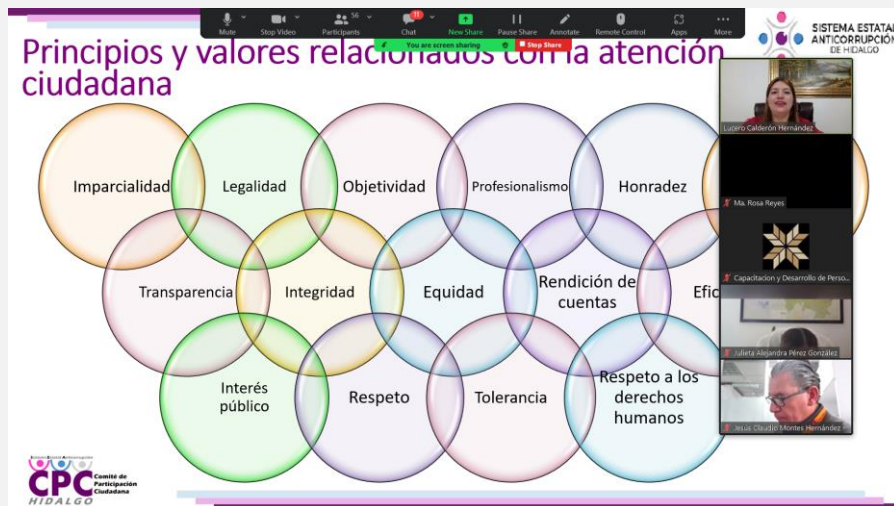 Mute
Stop Video
56
Participants
11
Chat
New Share
Pause Share
Annotate
Remote Control
Apps
More
You are screen sharing
Stop Share
Principios y valores relacionados con la atención
ciudadana
SISTEMA ESTATAL
ANTICORRUPCIÓN
DE HIDALGO
Imparcialidad
Legalidad
Objetividad
Profesionalismo
Honradez
Transparencia
Integridad
Equidad
Rendición de
cuentas
Efic
Interés
público
Respeto
Tolerancia
Respeto a los
derechos
humanos
Lucero Calderón Hernández
Ma. Rosa Reyes
Capacitacion y Desarrollo de Perso...
Julieta Alejandra Pérez González
Jesús Claudio Montes Hernández
CPC
HIDALGO
Comité de
Participación
Ciudadana